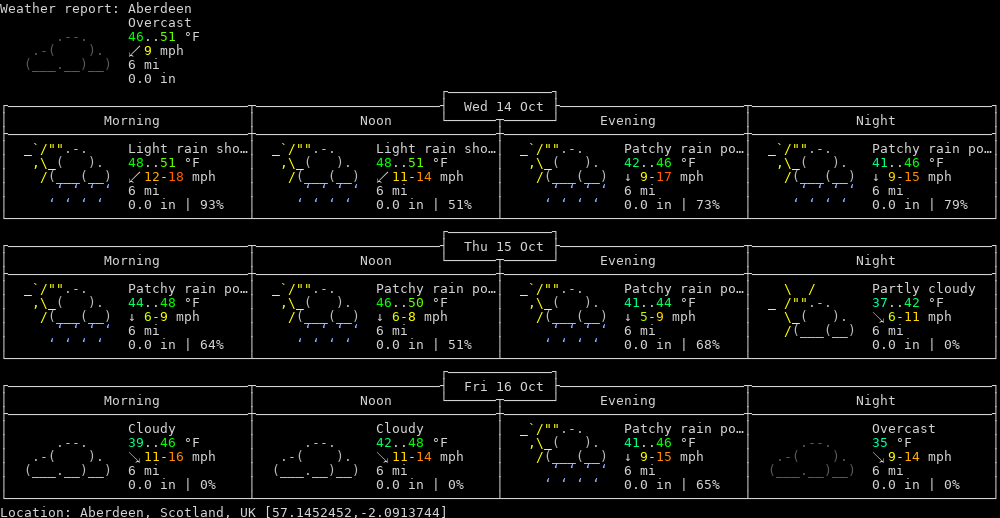 Weather report: Aberdeen
Overcast
46..51 °F
↙ 9 mph
6 mi
0.0 in
Wed 14 Oct
Morning Noon Evening Night
Light rain sho… Light rain sho… Patchy rain po… Patchy rain po…
48..51 °F 48..51 °F 42..46 °F 41..46 °F
↙ 12-18 mph ↙ 11-14 mph ↓ 9-17 mph ↓ 9-15 mph
6 mi 6 mi 6 mi 6 mi
0.0 in | 93% 0.0 in | 51% 0.0 in | 73% 0.0 in | 79%
Thu 15 Oct
Morning Noon Evening Night
Patchy rain po… Patchy rain po… Patchy rain po… Partly cloudy
44..48 °F 46..50 °F 41..44 °F 37..42 °F
↓ 6-9 mph ↓ 6-8 mph ↓ 5-9 mph ↘ 6-11 mph
6 mi 6 mi 6 mi 6 mi
0.0 in | 64% 0.0 in | 51% 0.0 in | 68% 0.0 in | 0%
Fri 16 Oct
Morning Noon Evening Night
Cloudy Cloudy Patchy rain po… Overcast
39..46 °F 42..48 °F 41..46 °F 35 °F
↘ 11-16 mph ↘ 11-14 mph ↓ 9-15 mph ↘ 9-14 mph
6 mi 6 mi 6 mi 6 mi
0.0 in | 0% 0.0 in | 0% 0.0 in | 65% 0.0 in | 0%
Location: Aberdeen, Scotland, UK [57.1452452,-2.0913744]